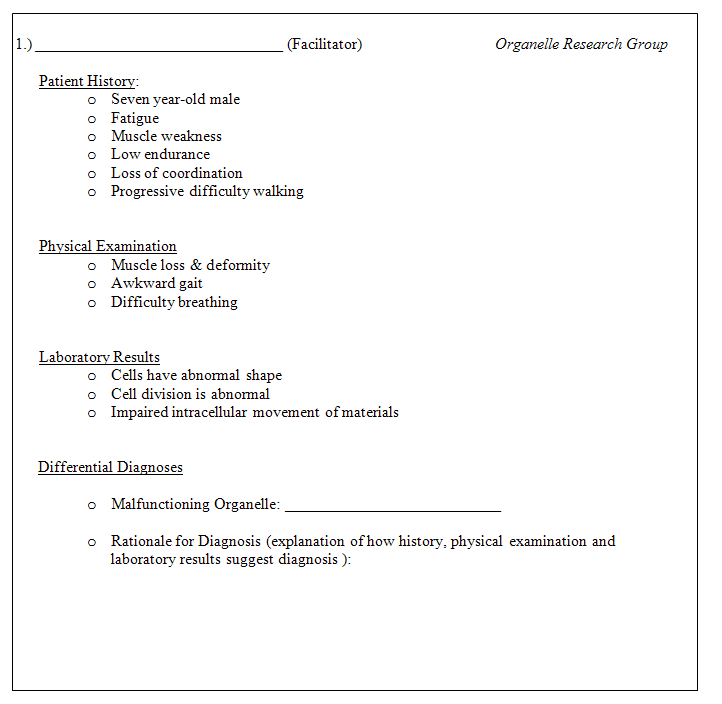 1.) _______________________________ (Facilitator) Organelle Research Group
Patient History:
o Seven year-old male
o Fatigue
o Muscle weakness
o Low endurance
o Loss of coordination
o Progressive difficulty walking
Physical Examination
o Muscle loss & deformity
o Awkward gait
o Difficulty breathing
Laboratory Results
o Cells have abnormal shape
o Cell division is abnormal
o Impaired intracellular movement of materials
Differential Diagnoses
o Malfunctioning Organelle: ___________________________
o Rationale for Diagnosis (explanation of how history, physical examination and
laboratory results suggest diagnosis ):